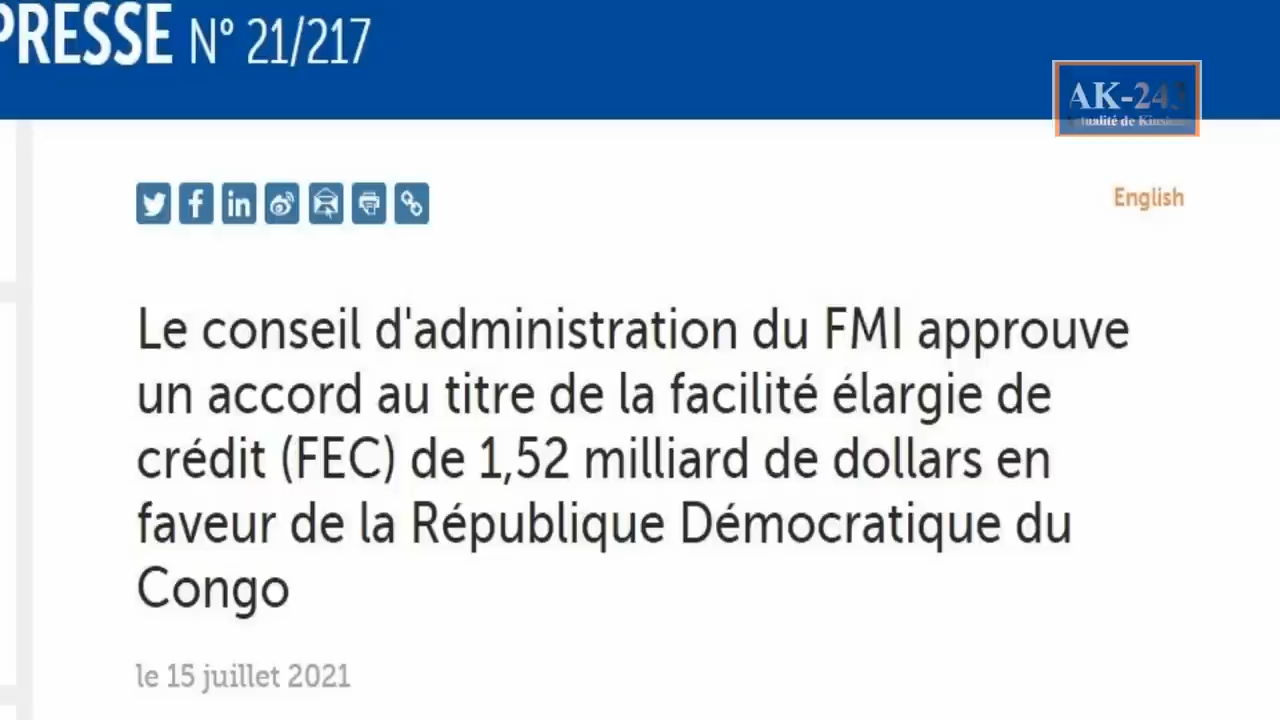 PRESSE N° 21/217
AK-243
English
Le conseil d'administration du FMI approuve
un accord au titre de la facilité élargie de
crédit (FEC) de 1,52 milliard de dollars en
faveur de la République Démocratique du
Congo
le 15 juillet 2021